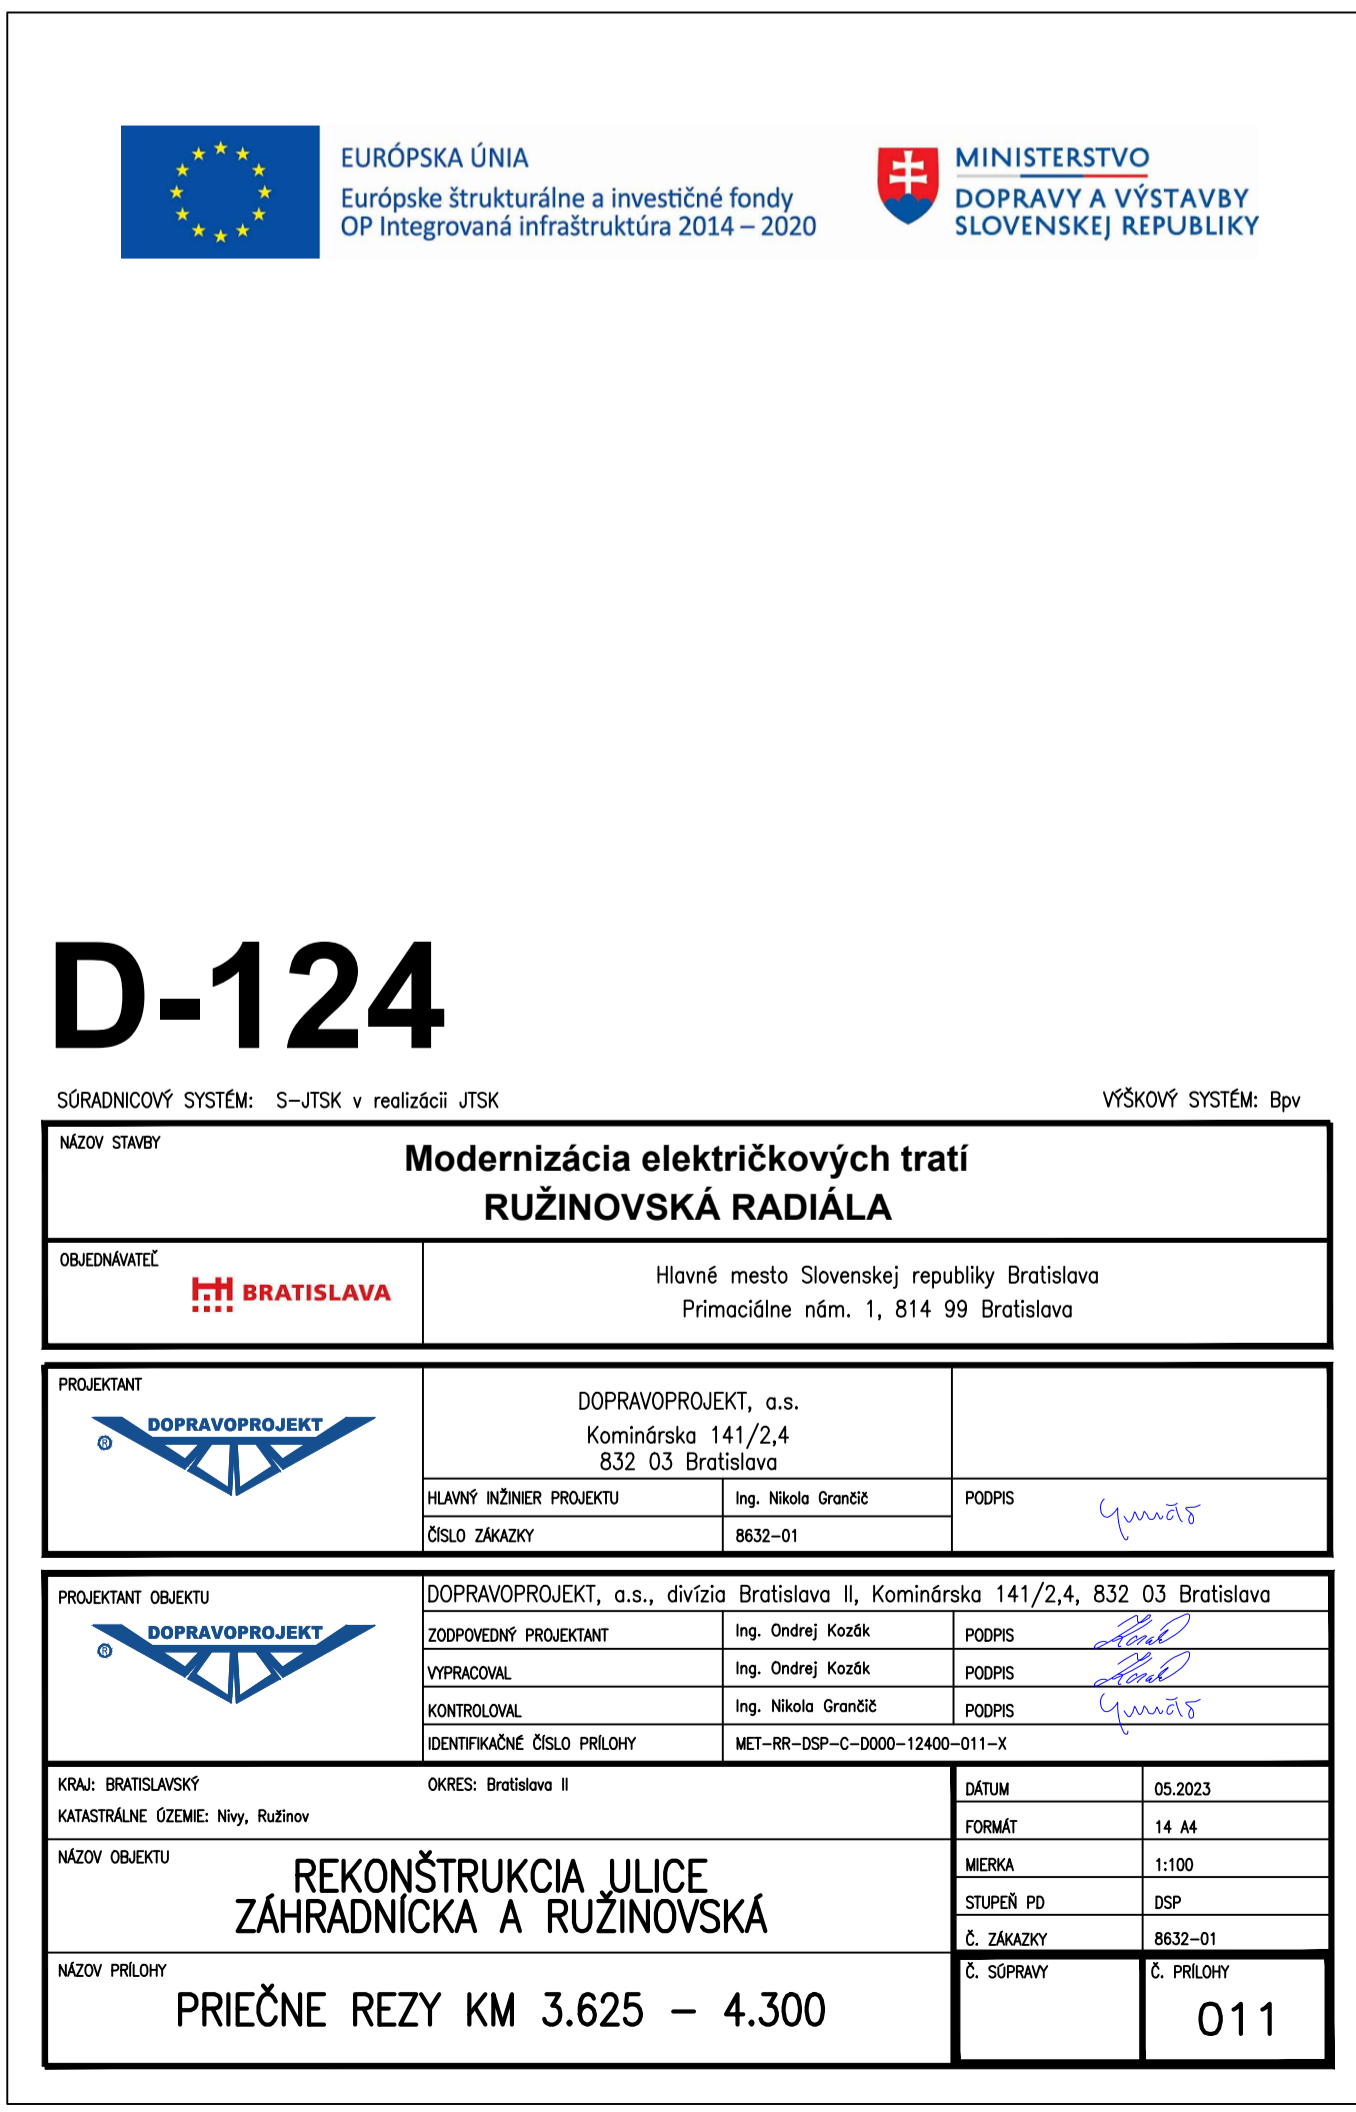 EURÓPSKA ÚNIA
Európske štrukturálne a investičné fondy
OP Integrovaná infraštruktúra 2014 – 2020
MINISTERSTVO
DOPRAVY A VÝSTAVBY
SLOVENSKEJ REPUBLIKY
D-124
SÚRADNICOVÝ SYSTÉM: S-JTSK v realizácii JTSK
VÝŠKOVÝ SYSTÉM: Bpv
NÁZOV STAVBY
Modernizácia električkových tratí
RUŽINOVSKÁ RADIÁLA
OBJEDNÁVATEĽ
BRATISLAVA
Hlavné mesto Slovenskej republiky Bratislava
Primaciálne nám. 1, 814 99 Bratislava
PROJEKTANT
DOPRAVOPROJEKT
®
DOPRAVOPROJEKT, a.s.
Kominárska 141/2,4
832 03 Bratislava
HLAVNÝ INŽINIER PROJEKTU Ing. Nikola Grančič PODPIS
ČÍSLO ZÁKAZKY 8632-01
PROJEKTANT OBJEKTU
DOPRAVOPROJEKT
®
DOPRAVOPROJEKT, a.s., divízia Bratislava II, Kominárska 141/2,4, 832 03 Bratislava
ZODPOVEDNÝ PROJEKTANT Ing. Ondrej Kozák PODPIS
VYPRACOVAL Ing. Ondrej Kozák PODPIS
KONTROLOVAL Ing. Nikola Grančič PODPIS
IDENTIFIKAČNÉ ČÍSLO PRÍLOHY MET-RR-DSP-C-D000-12400-011-X
KRAJ: BRATISLAVSKÝ OKRES: Bratislava II
KATASTRÁLNE ÚZEMIE: Nivy, Ružinov
DÁTUM 05.2023
FORMÁT 14 A4
MIERKA 1:100
STUPEŇ PD DSP
Č. ZÁKAZKY 8632-01
NÁZOV OBJEKTU
REKONŠTRUKCIA ULICE
ZÁHRADNÍCKA A RUŽINOVSKÁ
NÁZOV PRÍLOHY
PRIEČNE REZY KM 3.625 – 4.300
Č. SÚPRAVY
Č. PRÍLOHY
011